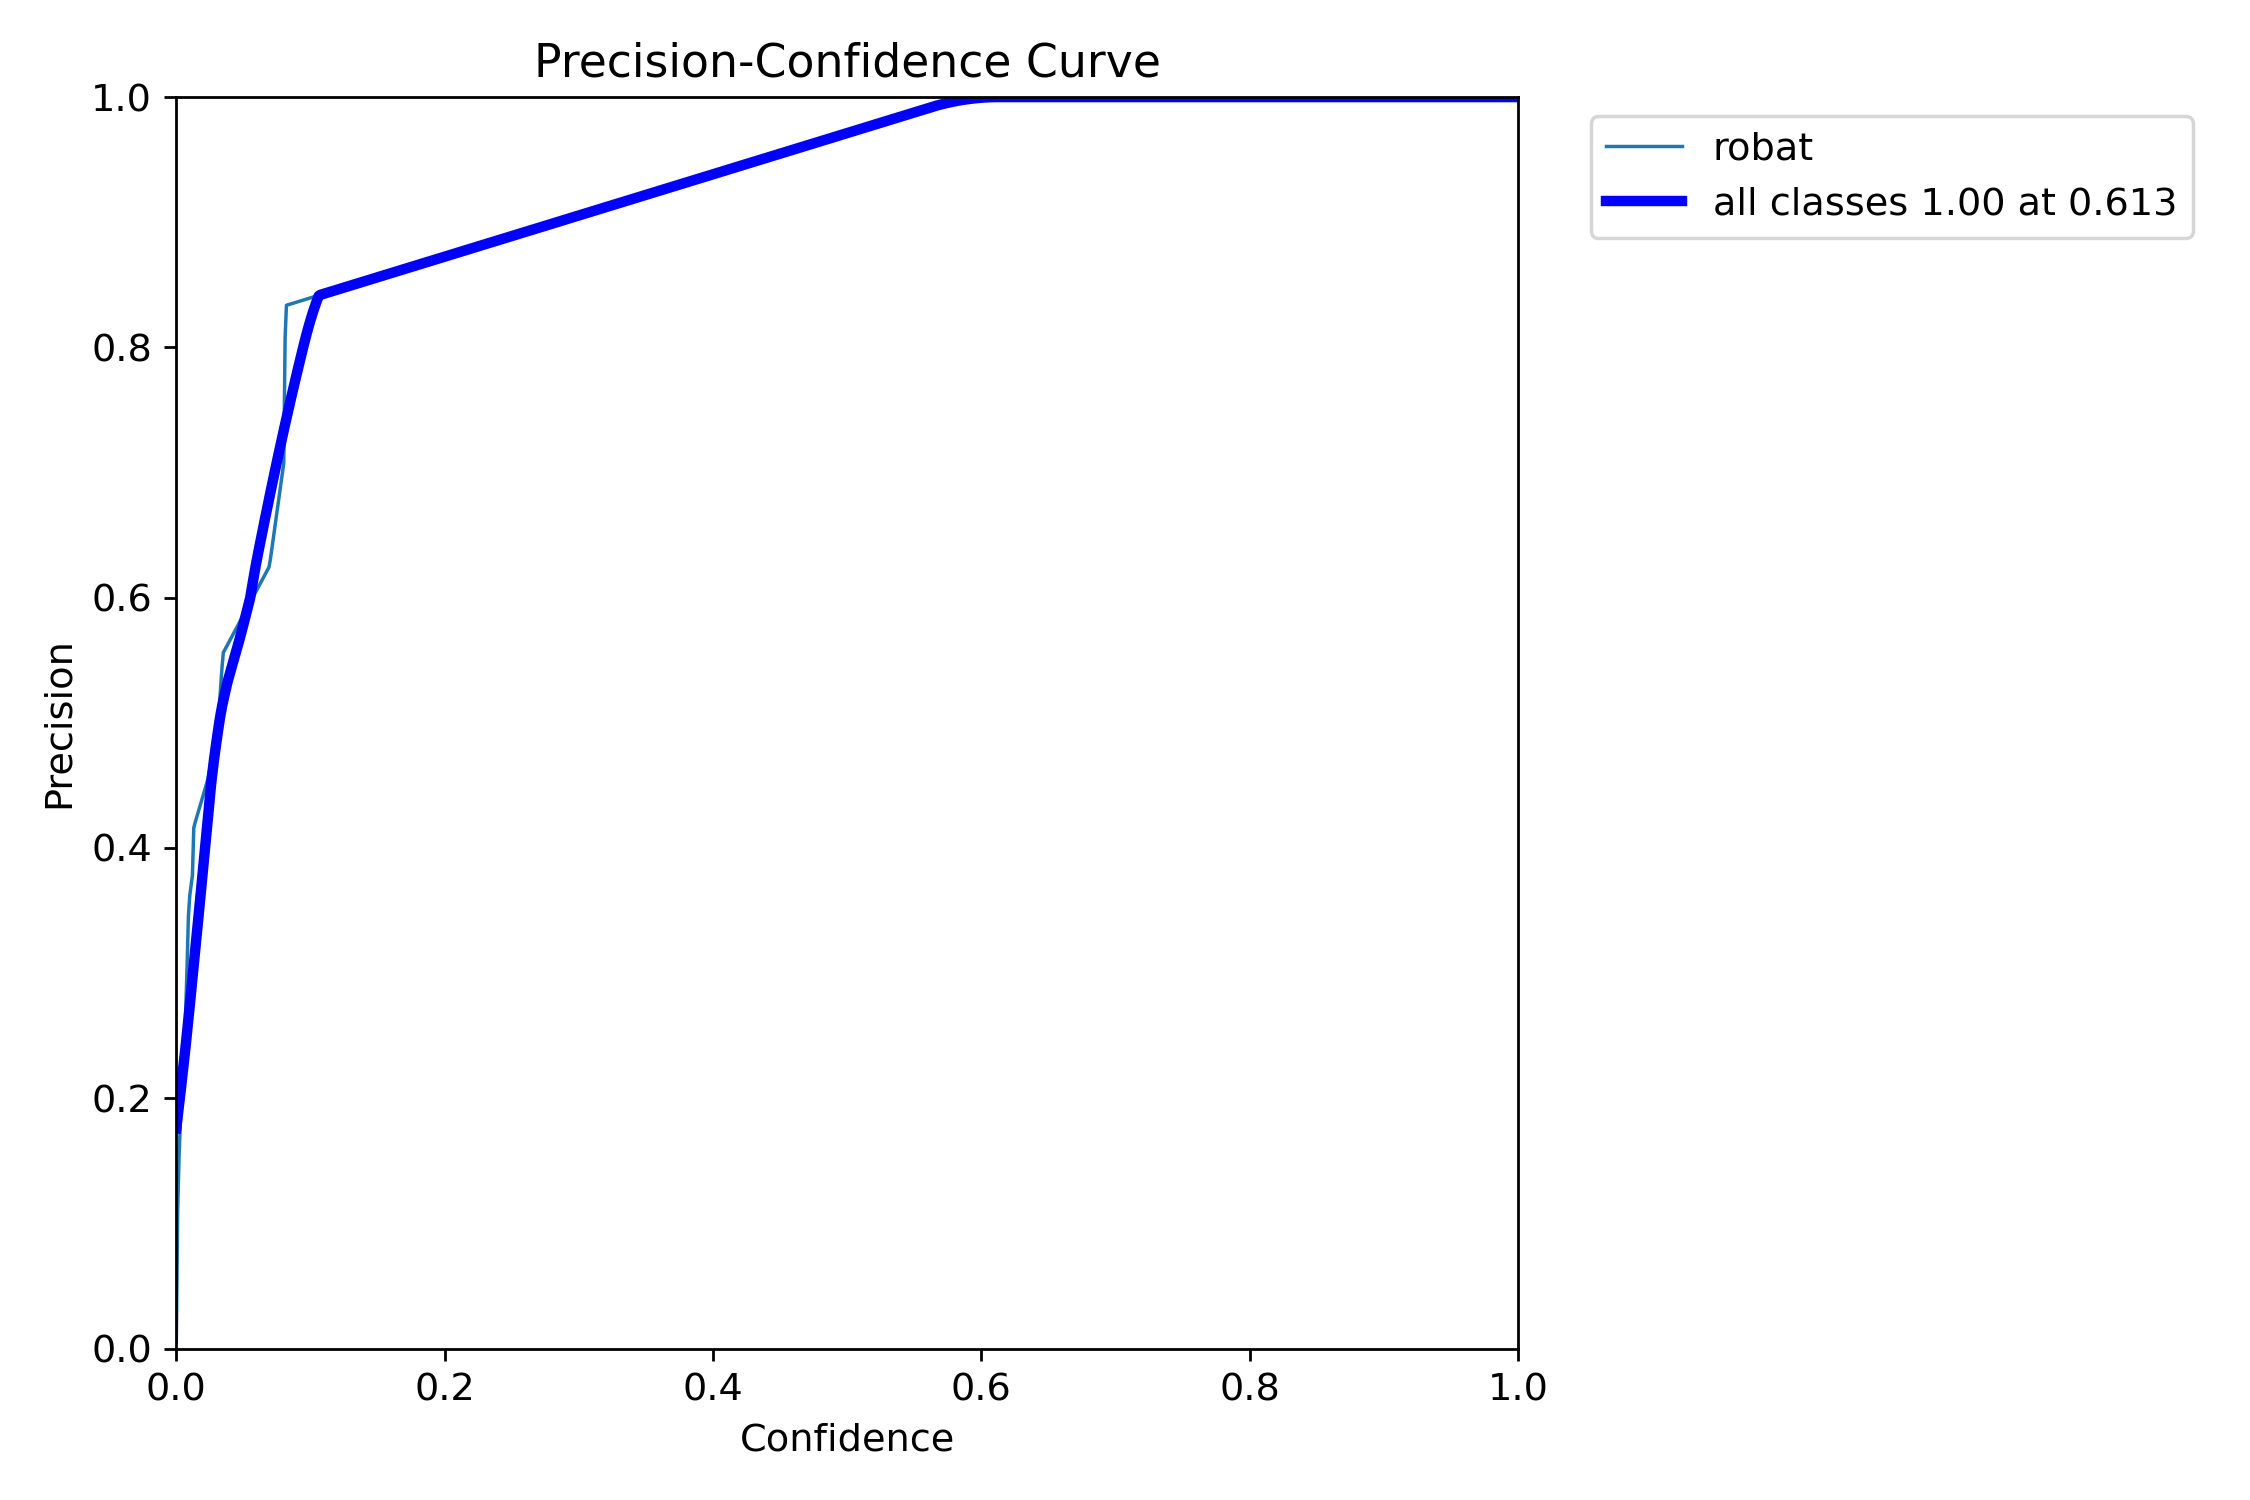 Precision-Confidence Curve
1.0
0.8
0.6
0.4
0.2
0.0
Precision
0.0 0.2 0.4 0.6 0.8 1.0
Confidence
robat
all classes 1.00 at 0.613